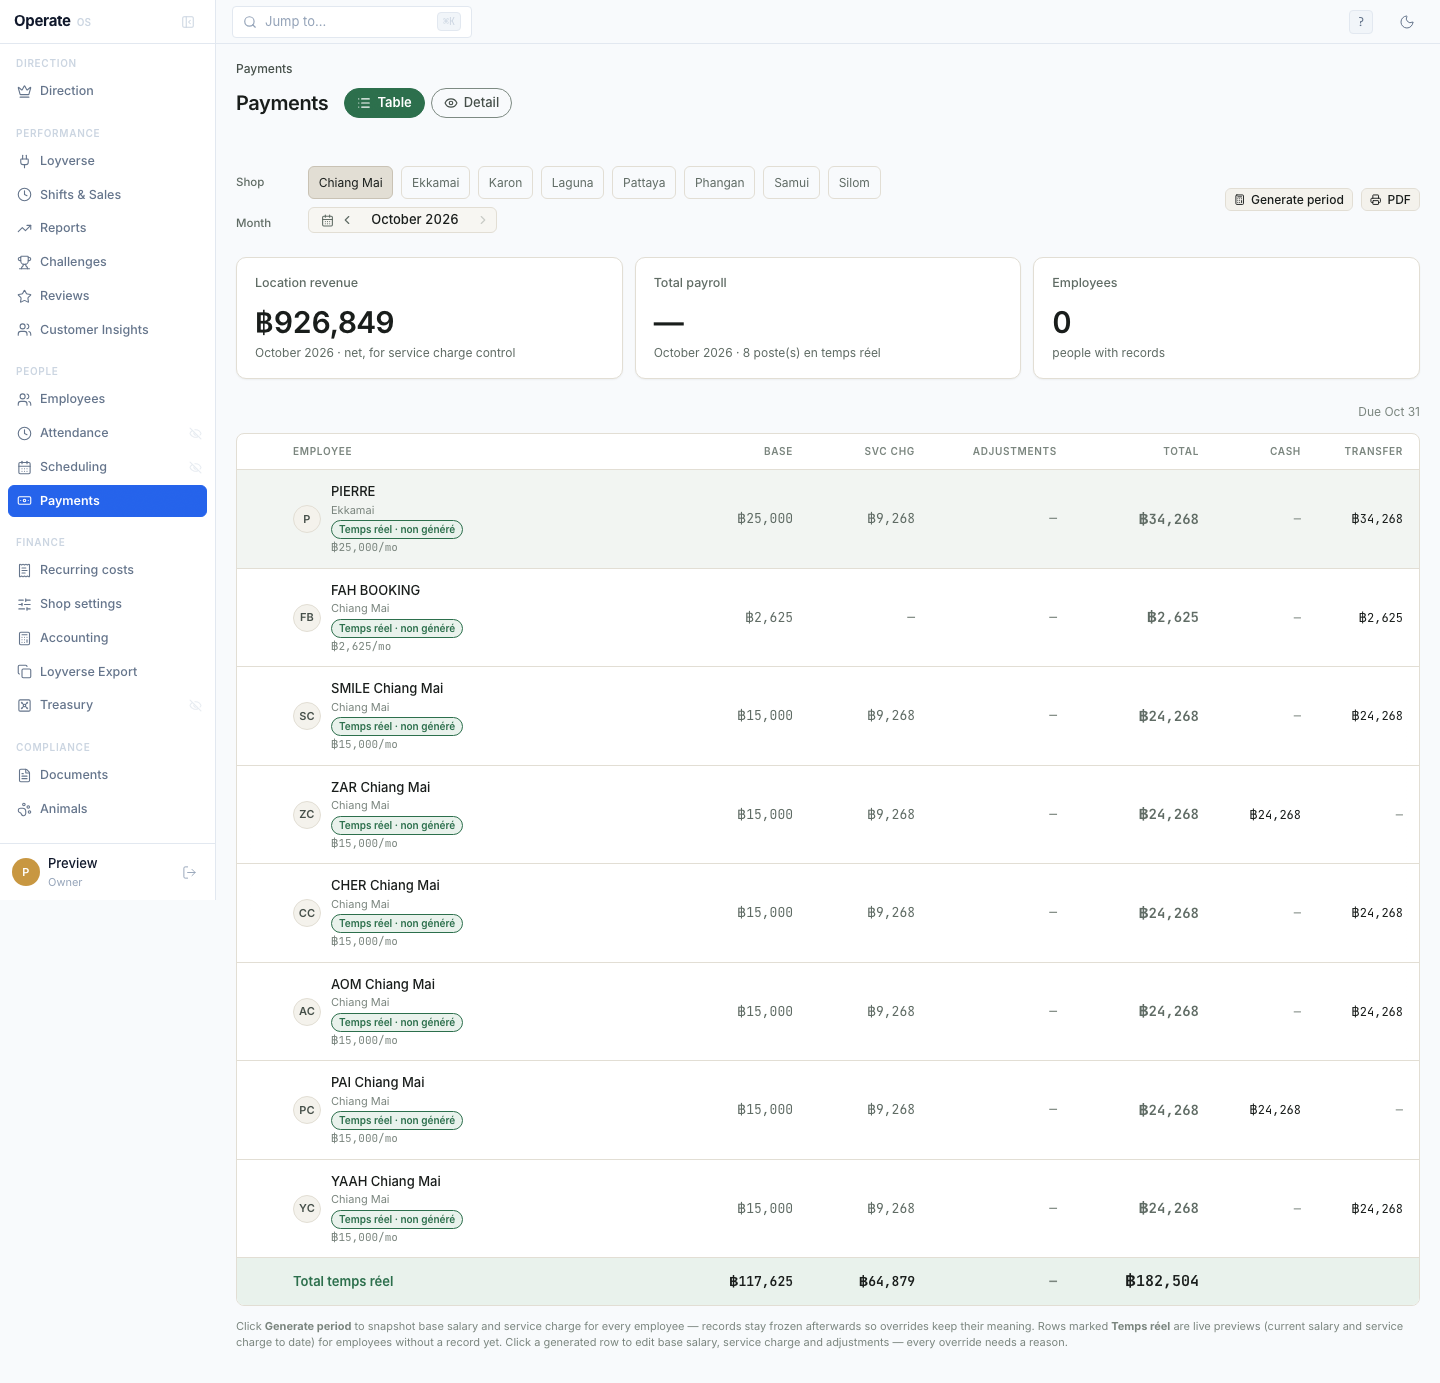 Operate OS
Jump to...
⌘K
?
DIRECTION
Direction
PERFORMANCE
Loyverse
Shifts & Sales
Reports
Challenges
Reviews
Customer Insights
PEOPLE
Employees
Attendance
Scheduling
Payments
FINANCE
Recurring costs
Shop settings
Accounting
Loyverse Export
Treasury
COMPLIANCE
Documents
Animals
P
Preview
Owner
Payments
Payments
Table
Detail
Shop
Chiang Mai
Ekkamai
Karon
Laguna
Pattaya
Phangan
Samui
Silom
Month
October 2026
Generate period
PDF
Location revenue
฿926,849
October 2026 · net, for service charge control
Total payroll
—
October 2026 · 8 poste(s) en temps réel
Employees
0
people with records
Due Oct 31
EMPLOYEE BASE SVC CHG ADJUSTMENTS TOTAL CASH TRANSFER
PIERRE
Ekkamai
P
Temps réel · non généré
฿25,000/mo
฿25,000 ฿9,268 — ฿34,268 — ฿34,268
FAH BOOKING
Chiang Mai
FB
Temps réel · non généré
฿2,625/mo
฿2,625 — — ฿2,625 — ฿2,625
SMILE Chiang Mai
Chiang Mai
SC
Temps réel · non généré
฿15,000/mo
฿15,000 ฿9,268 — ฿24,268 — ฿24,268
ZAR Chiang Mai
Chiang Mai
ZC
Temps réel · non généré
฿15,000/mo
฿15,000 ฿9,268 — ฿24,268 ฿24,268 —
CHER Chiang Mai
Chiang Mai
CC
Temps réel · non généré
฿15,000/mo
฿15,000 ฿9,268 — ฿24,268 — ฿24,268
AOM Chiang Mai
Chiang Mai
AC
Temps réel · non généré
฿15,000/mo
฿15,000 ฿9,268 — ฿24,268 — ฿24,268
PAI Chiang Mai
Chiang Mai
PC
Temps réel · non généré
฿15,000/mo
฿15,000 ฿9,268 — ฿24,268 ฿24,268 —
YAAH Chiang Mai
Chiang Mai
YC
Temps réel · non généré
฿15,000/mo
฿15,000 ฿9,268 — ฿24,268 — ฿24,268
Total temps réel ฿117,625 ฿64,879 — ฿182,504
Click Generate period to snapshot base salary and service charge for every employee — records stay frozen afterwards so overrides keep their meaning. Rows marked Temps réel are live previews (current salary and service
charge to date) for employees without a record yet. Click a generated row to edit base salary, service charge and adjustments — every override needs a reason.